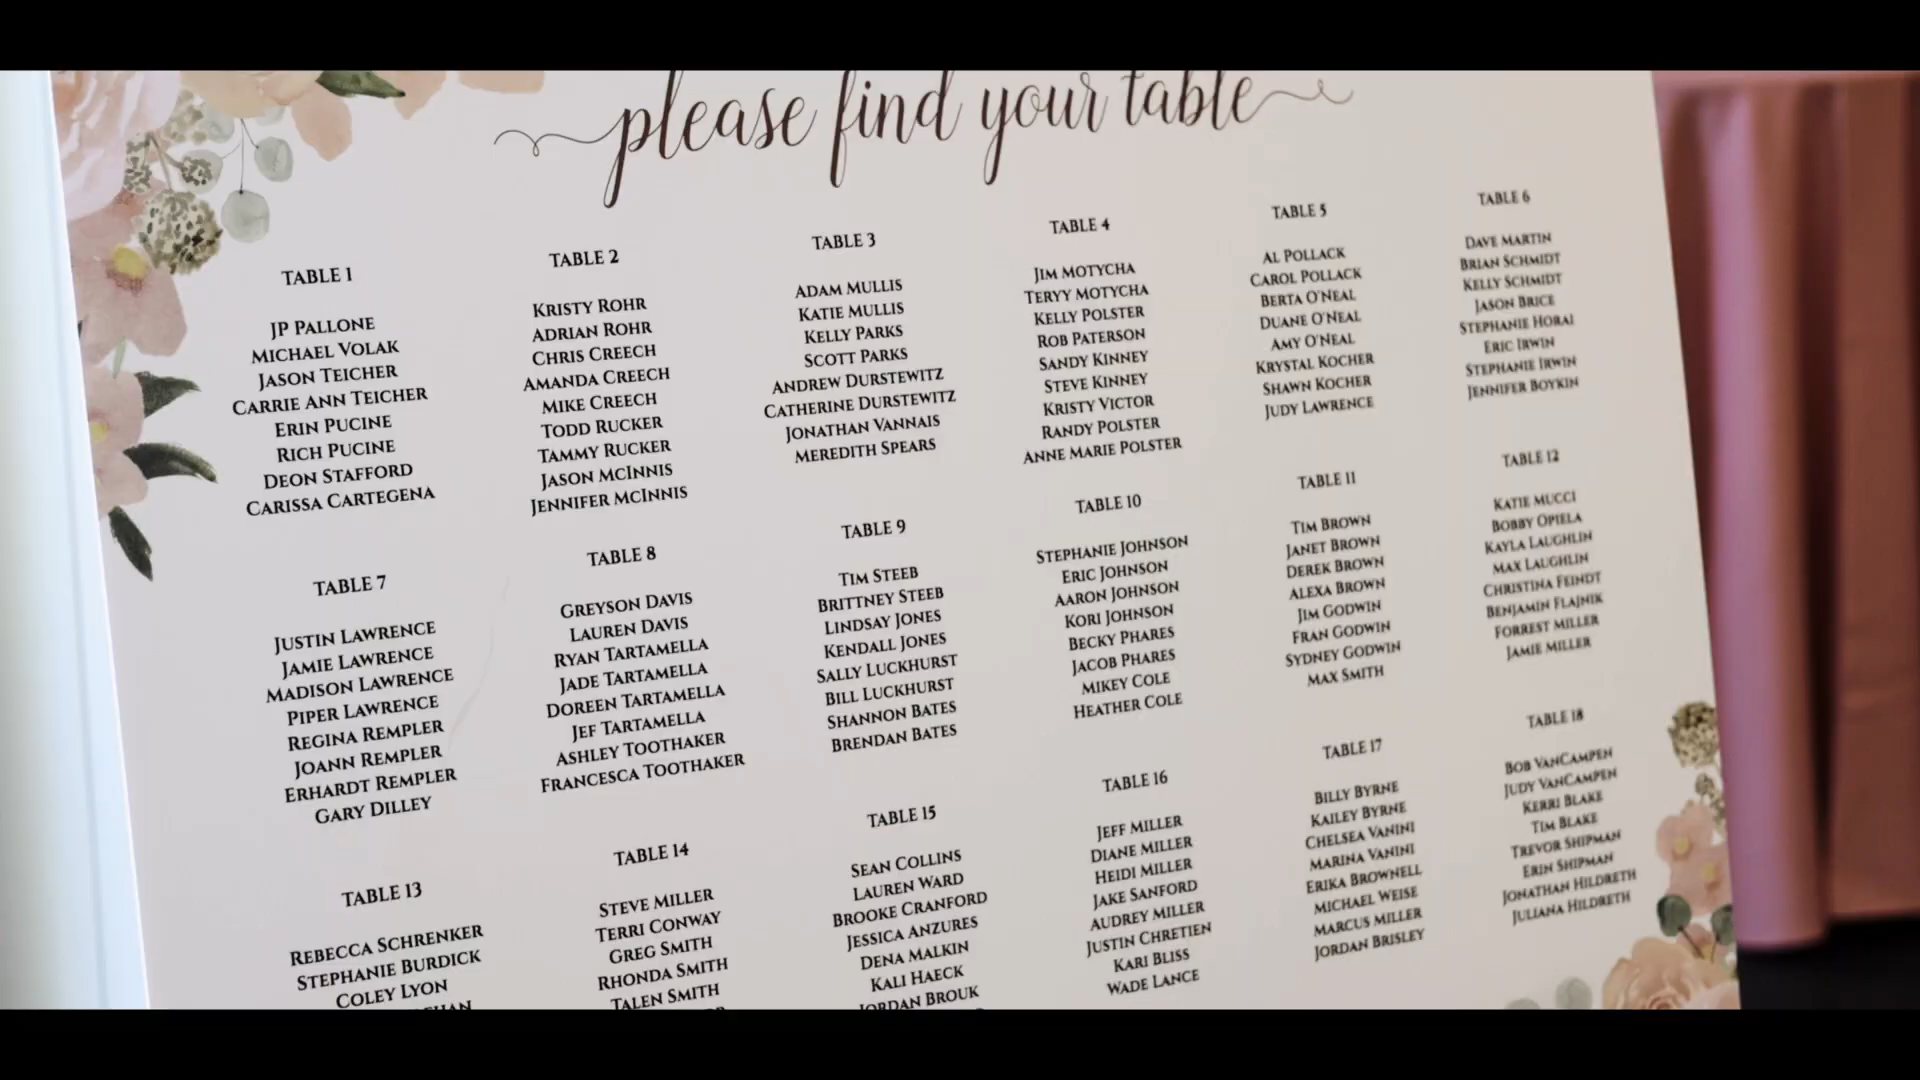 please find your table
TABLE 1
JP PALLONE
MICHAEL VOLAK
JASON TEICHER
CARRIE ANN TEICHER
ERIN PUCINE
RICH PUCINE
DEON STAFFORD
CARISSA CARTEGENA
TABLE 2
KRISTY ROHR
ADRIAN ROHR
CHRIS CREECH
AMANDA CREECH
MIKE CREECH
TODD RUCKER
TAMMY RUCKER
JASON MCINNIS
JENNIFER MCINNIS
TABLE 3
ADAM MULLIS
KATIE MULLIS
KELLY PARKS
SCOTT PARKS
ANDREW DURSTEWITZ
CATHERINE DURSTEWITZ
JONATHAN VANNAIS
MEREDITH SPEARS
TABLE 4
JIM MOTYCHA
TERYY MOTYCHA
KELLY POLSTER
ROB PATERSON
SANDY KINNEY
STEVE KINNEY
KRISTY VICTOR
RANDY POLSTER
ANNE MARIE POLSTER
TABLE 5
AL POLLACK
CAROL POLLACK
BERTA O'NEAL
DUANE O'NEAL
AMY O'NEAL
KRYSTAL KOCHER
SHAWN KOCHER
JUDY LAWRENCE
TABLE 6
DAVE MARTIN
BRIAN SCHMIDT
KELLY SCHMIDT
JASON BRICE
STEPHANIE HORAI
ERIC IRWIN
STEPHANIE IRWIN
JENNIFER BOYKIN
TABLE 7
JUSTIN LAWRENCE
JAMIE LAWRENCE
MADISON LAWRENCE
PIPER LAWRENCE
REGINA REMPLER
JOANN REMPLER
ERHARDT REMPLER
GARY DILLEY
TABLE 8
GREYSON DAVIS
LAUREN DAVIS
RYAN TARTAMELLA
JADE TARTAMELLA
DOREEN TARTAMELLA
JEF TARTAMELLA
ASHLEY TOOTHAKER
FRANCESCA TOOTHAKER
TABLE 9
TIM STEEB
BRITTNEY STEEB
LINDSAY JONES
KENDALL JONES
SALLY LUCKHURST
BILL LUCKHURST
SHANNON BATES
BRENDAN BATES
TABLE 10
STEPHANIE JOHNSON
ERIC JOHNSON
AARON JOHNSON
KORI JOHNSON
BECKY PHARES
JACOB PHARES
MIKEY COLE
HEATHER COLE
TABLE 11
TIM BROWN
JANET BROWN
DEREK BROWN
ALEXA BROWN
JIM GODWIN
FRAN GODWIN
SYDNEY GODWIN
MAX SMITH
TABLE 12
KATIE MUCCI
BOBBY OPIELA
KAYLA LAUGHLIN
MAX LAUGHLIN
CHRISTINA FEINDT
BENJAMIN FLAJNIK
FORREST MILLER
JAMIE MILLER
TABLE 13
REBECCA SCHRENKER
STEPHANIE BURDICK
COLEY LYON
TABLE 14
STEVE MILLER
TERRI CONWAY
GREG SMITH
RHONDA SMITH
TALEN SMITH
TABLE 15
SEAN COLLINS
LAUREN WARD
BROOKE CRANFORD
JESSICA ANZURES
DENA MALKIN
KALI HAECK
JORDAN BROUK
TABLE 16
JEFF MILLER
DIANE MILLER
HEIDI MILLER
JAKE SANFORD
AUDREY MILLER
JUSTIN CHRETIEN
KARI BLISS
WADE LANCE
TABLE 17
BILLY BYRNE
KAILEY BYRNE
CHELSEA VANINI
MARINA VANINI
ERIKA BROWNELL
MICHAEL WEISE
MARCUS MILLER
JORDAN BRISLEY
TABLE 18
BOB VANCAMPEN
JUDY VANCAMPEN
KERRI BLAKE
TIM BLAKE
TREVOR SHIPMAN
ERIN SHIPMAN
JONATHAN HILDRETH
JULIANA HILDRETH